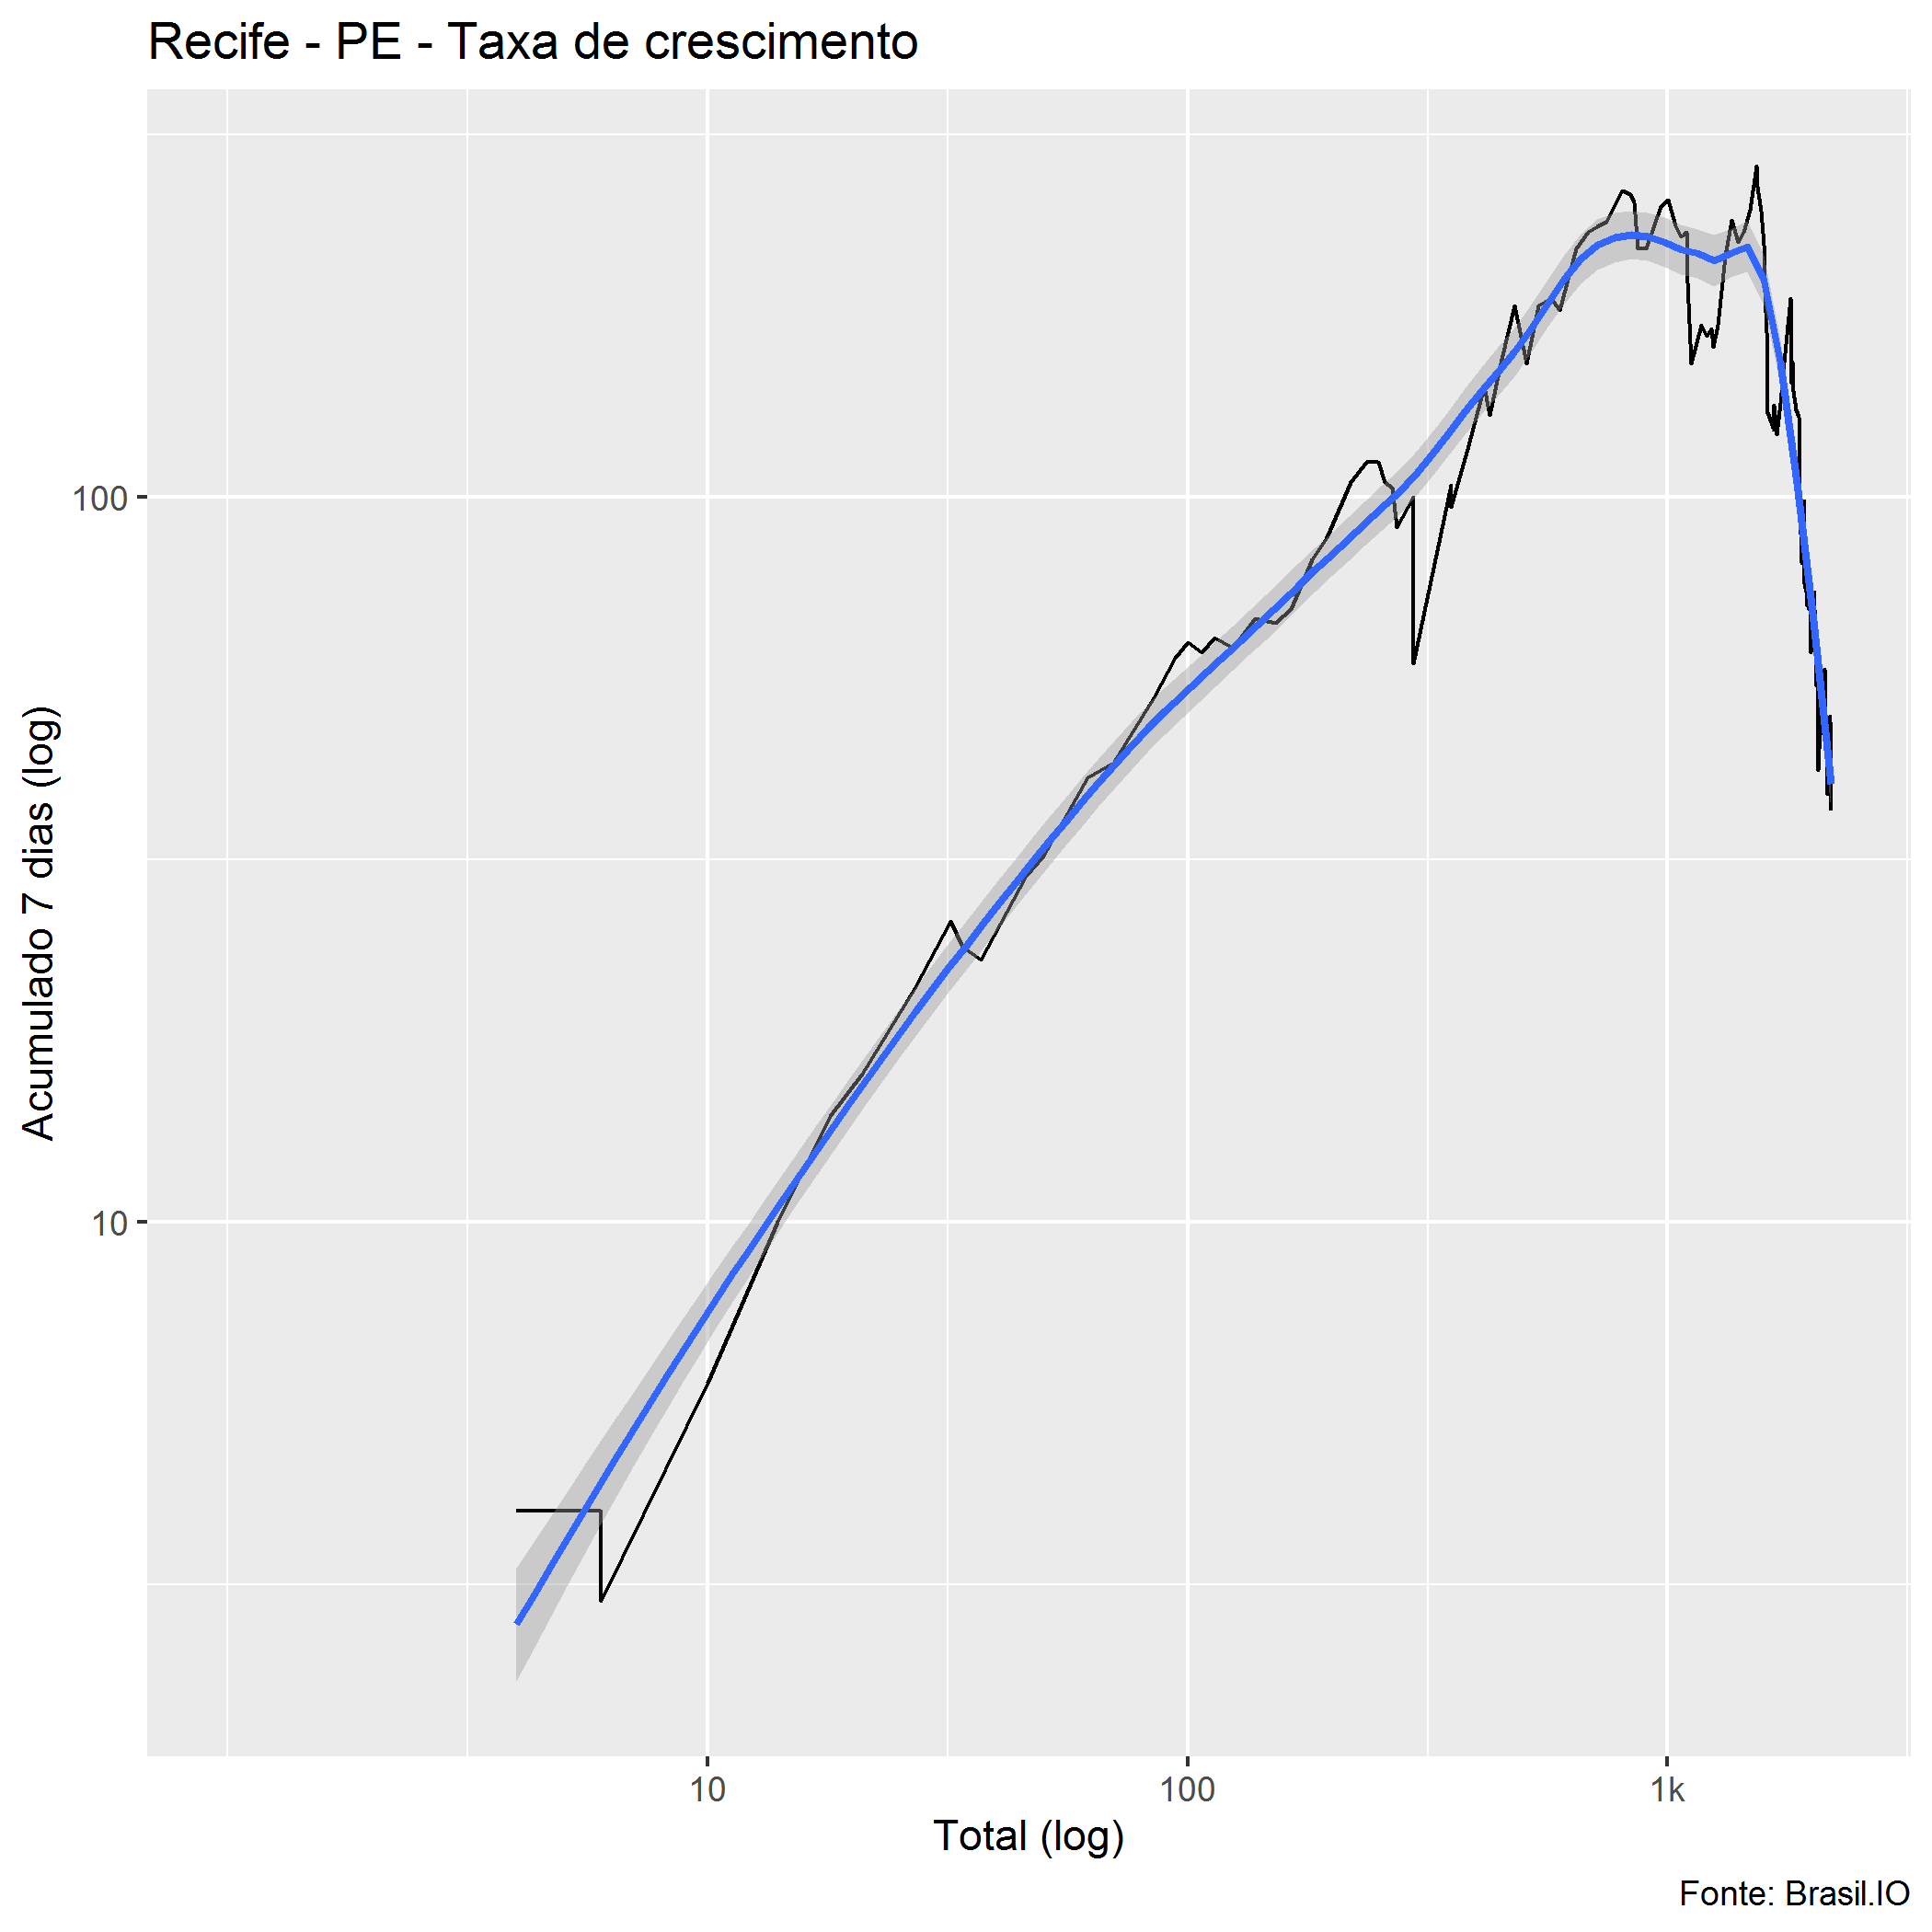 Recife - PE - Taxa de crescimento
Acumulado 7 dias (log)
100
10
10
100
1k
Total (log)
Fonte: Brasil.IO